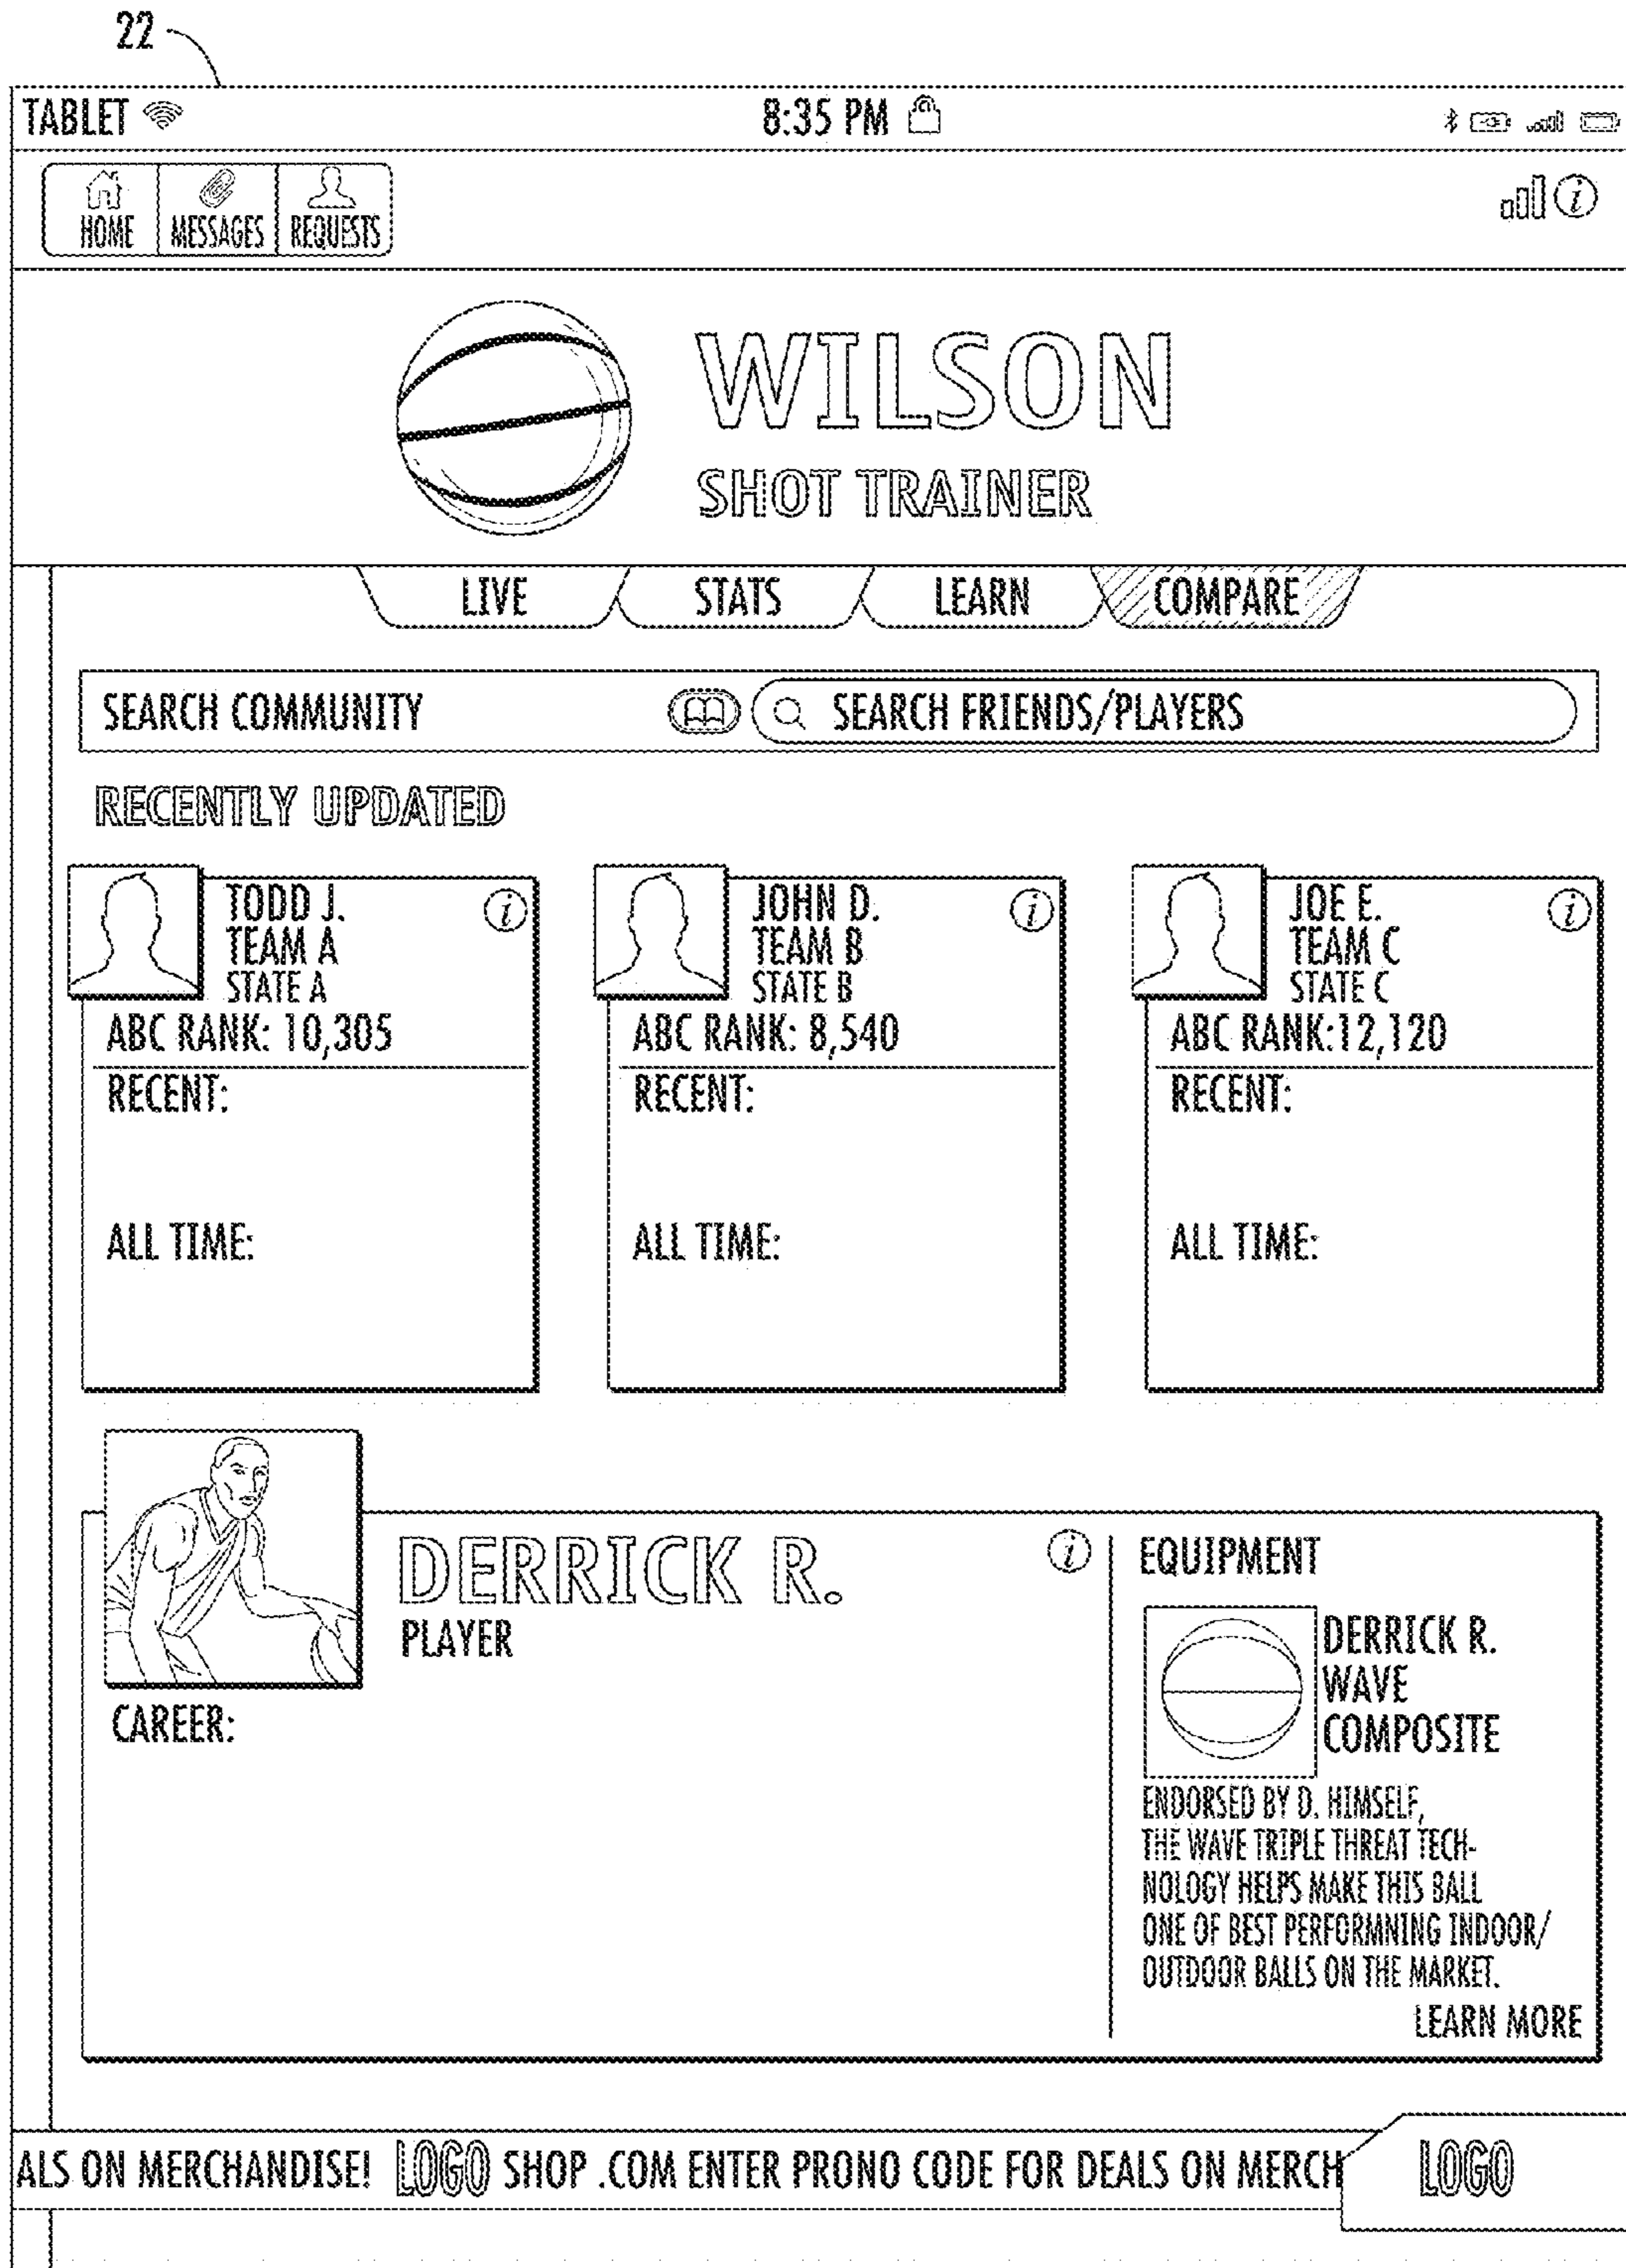 22
TABLET 8:35 PM
HOME MESSAGES REQUESTS
WILSON
SHOT TRAINER
LIVE STATS LEARN COMPARE
SEARCH COMMUNITY SEARCH FRIENDS/PLAYERS
RECENTLY UPDATED
TODD J.
TEAM A
STATE A
ABC RANK: 10,305
RECENT:
ALL TIME:
JOHN D.
TEAM B
STATE B
ABC RANK: 8,540
RECENT:
ALL TIME:
JOE E.
TEAM C
STATE C
ABC RANK:12,120
RECENT:
ALL TIME:
DERRICK R.
PLAYER
CAREER:
EQUIPMENT
DERRICK R.
WAVE
COMPOSITE
ENDORSED BY D. HIMSELF,
THE WAVE TRIPLE THREAT TECH-
NOLOGY HELPS MAKE THIS BALL
ONE OF BEST PERFORMNING INDOOR/
OUTDOOR BALLS ON THE MARKET.
LEARN MORE
ALS ON MERCHANDISE! LOGO SHOP .COM ENTER PRONO CODE FOR DEALS ON MERCH LOGO